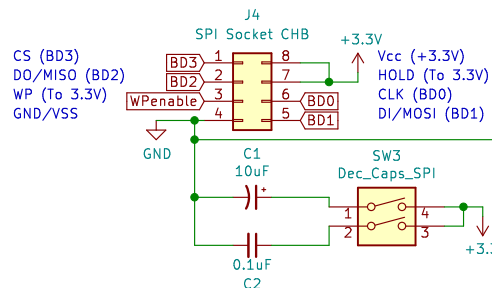 J4
SPI Socket CHB
+3.3V
CS (BD3)
DO/MISO (BD2)
WP (To 3.3V)
GND/VSS
BD3 1 8
BD2 2 7
WPenable 3 6 BD0
4 5 BD1
Vcc (+3.3V)
HOLD (To 3.3V)
CLK (BD0)
DI/MOSI (BD1)
GND
C1
10uF
+
SW3
Dec_Caps_SPI
1 4
2 3
0.1uF
C2
+3.3